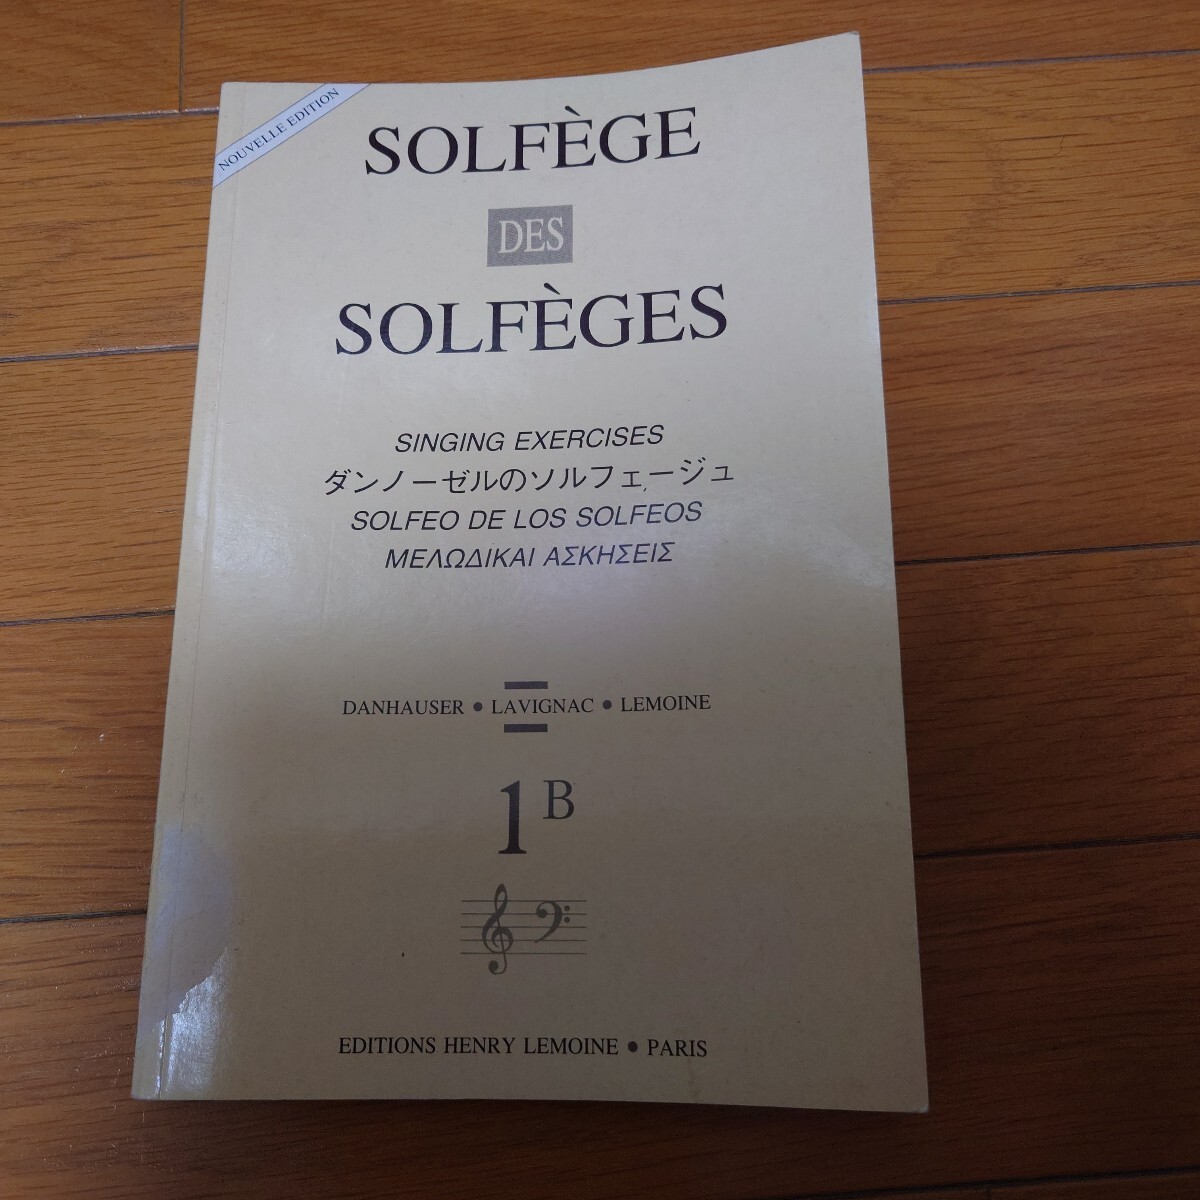 NOUVELLE EDITION
SOLFÈGE
DES
SOLFÈGES
SINGING EXERCISES
ダンノーゼルのソルフェージュ
SOLFEO DE LOS SOLFEOS
ΜΕΛΩΔΙΚΑΙ ΑΣΚΗΣΕΙΣ
DANHAUSER • LAVIGNAC • LEMOINE
1 B
EDITIONS HENRY LEMOINE • PARIS